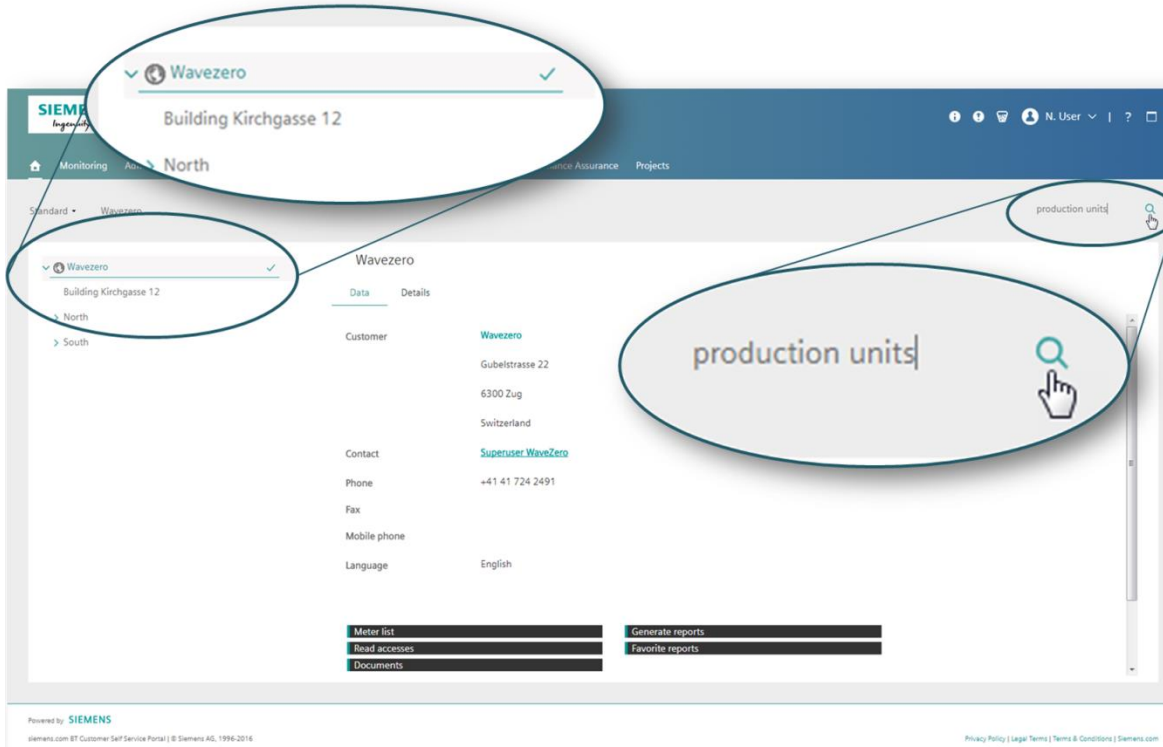 Wavezero
Building Kirchgasse 12
North
SIEM
N. User | ?
Monitoring
Assurance Projects
Standard Wavezero
production units
Wavezero
Building Kirchgasse 12
North
South
Wavezero
Data Details
Customer Wavezero
Gubelstrasse 22
6300 Zug
Switzerland
Contact Superuser WaveZero
Phone +41 41 724 2491
Fax
Mobile phone
Language English
production units
Meter list Generate reports
Read accesses Favorite reports
Documents
Powered by SIEMENS
siemens.com BT Customer Self Service Portal | © Siemens AG, 1996-2016
Privacy Policy | Legal Terms | Terms & Conditions | Siemens.com